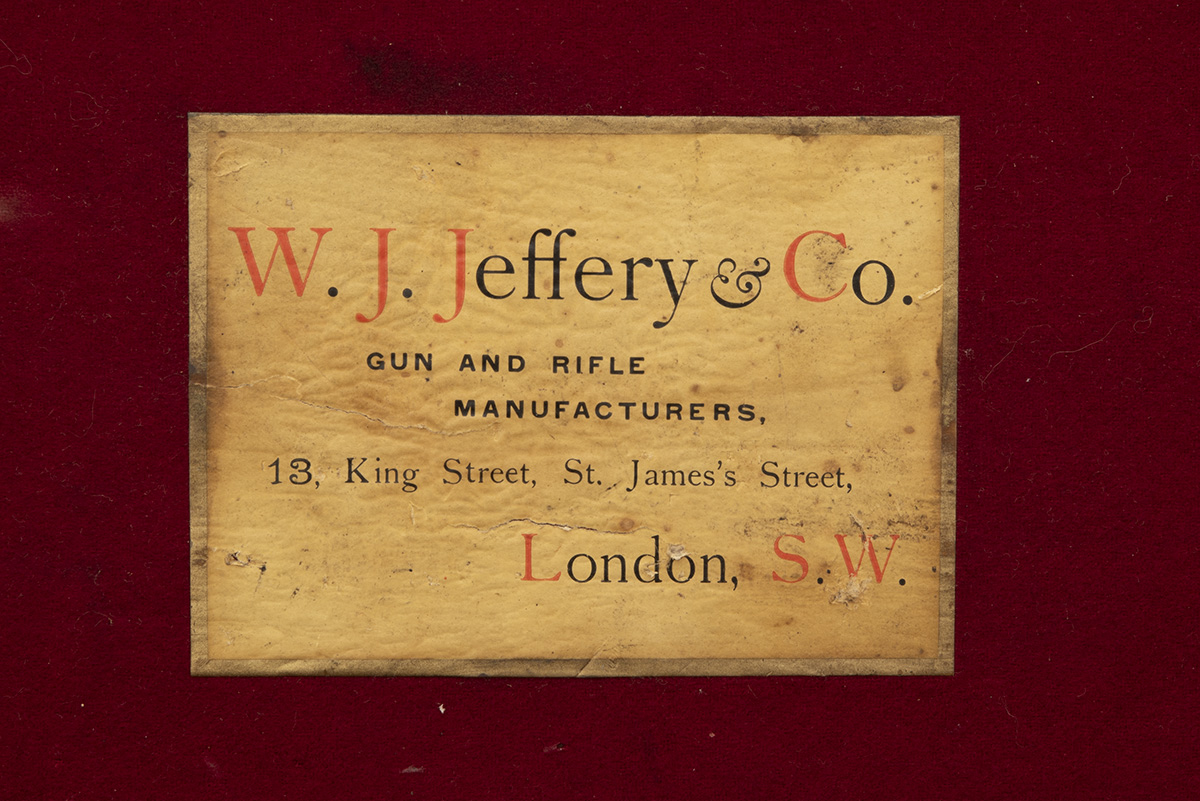 W. J. Jeffery & Co.
GUN AND RIFLE
MANUFACTURERS,
13, King Street, St. James's Street,
London, S.W.